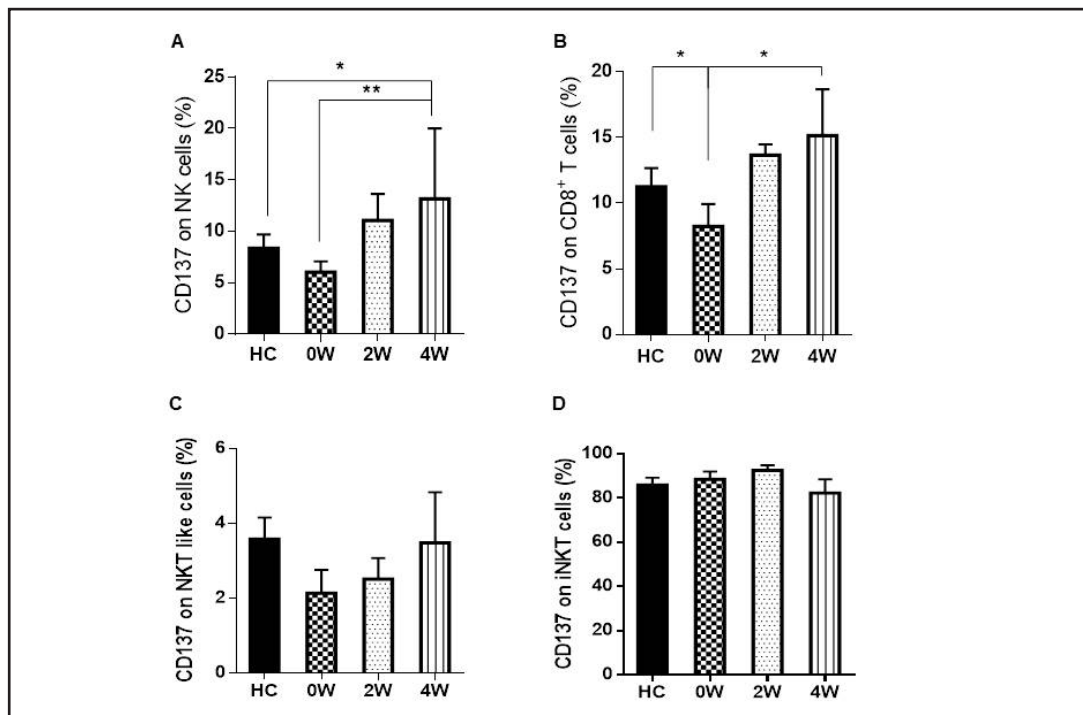 A
CD137 on NK cells (%)
25
20
15
10
5
0
*
**
HC 0W 2W 4W
B
CD137 on CD8⁺ T cells (%)
20
15
10
5
0
* *
HC 0W 2W 4W
C
CD137 on NKT like cells (%)
6
4
2
0
HC 0W 2W 4W
D
CD137 on iNKT cells (%)
100
80
60
40
20
0
HC 0W 2W 4W